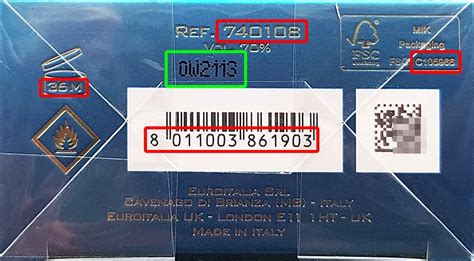 REF. 740108
VOL. 70%
0W2113
36M
FSC
MIX
Packaging
FSC® C105966
8 011003 861903
EUROITALIA SRL
CAVENAGO DI BRIANZA (MB) - ITALY
EUROITALIA UK - LONDON E11 1HT - UK
MADE IN ITALY